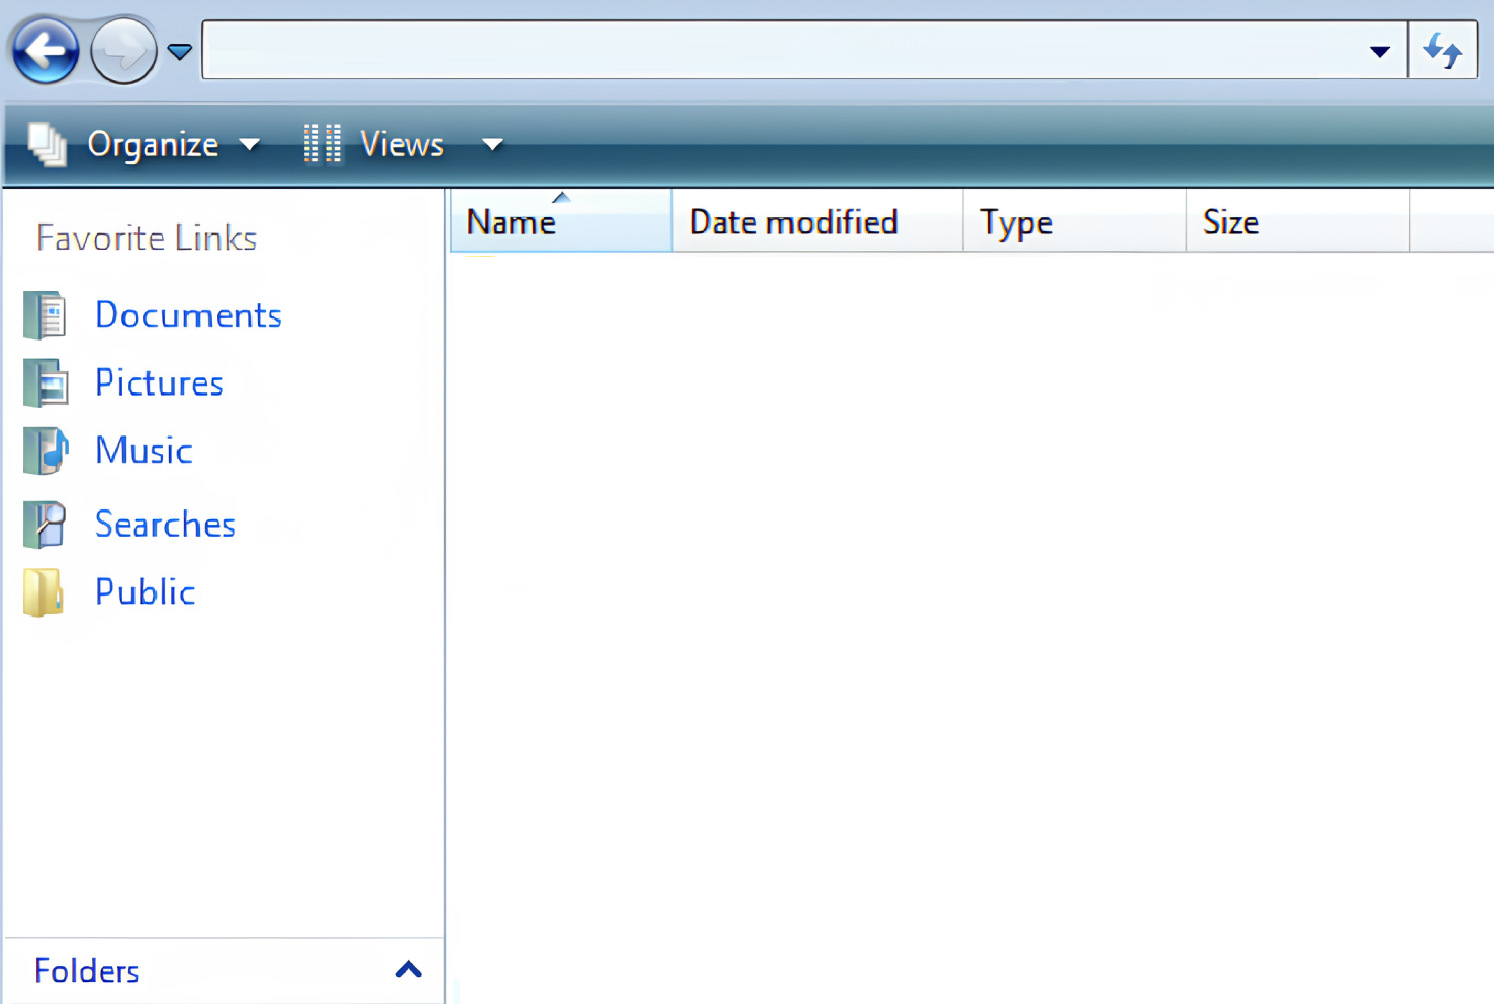 Organize Views
Favorite Links
Name Date modified Type Size
Documents
Pictures
Music
Searches
Public
Folders